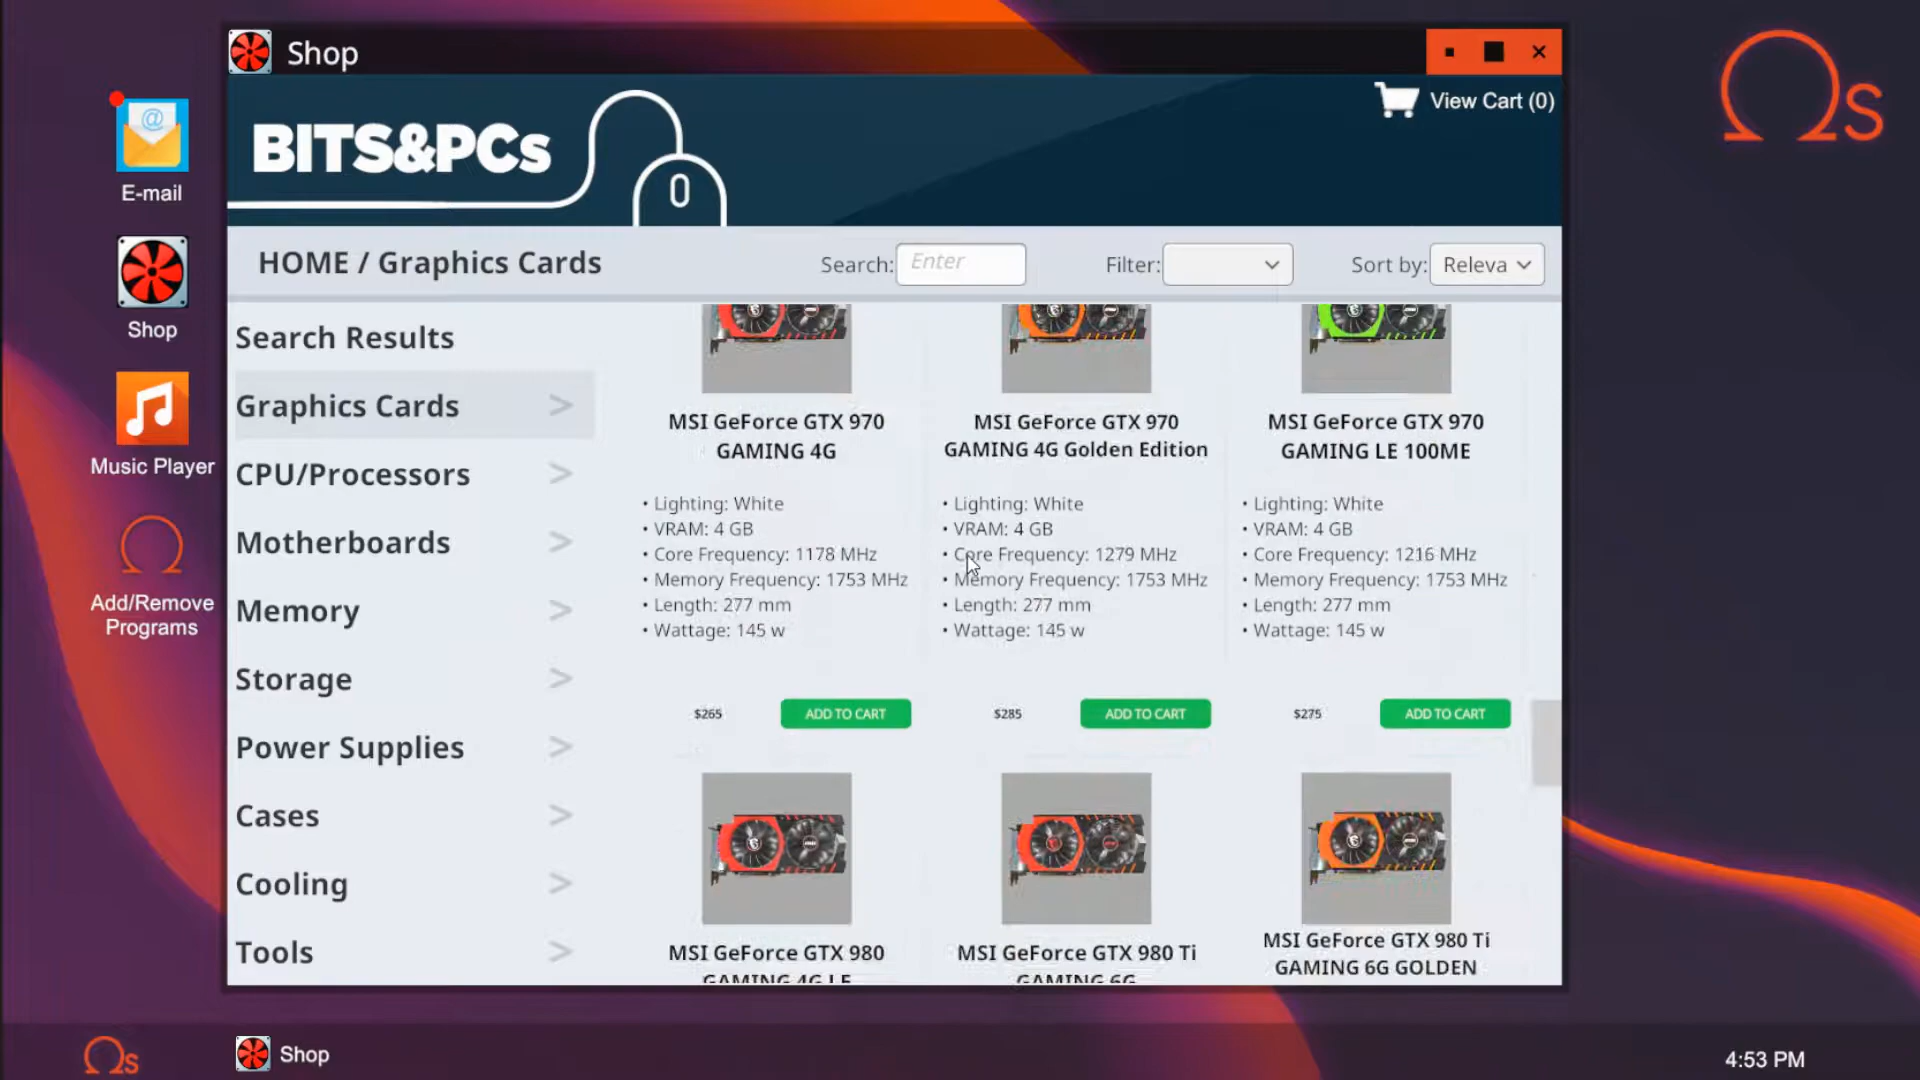 Shop
View Cart (0)
BITS&PCs
@
E-mail
HOME / Graphics Cards
Search:
Enter
Filter:
Sort by:
Releva
Shop
Music Player
Add/Remove
Programs
Search Results
Graphics Cards >
CPU/Processors >
Motherboards >
Memory >
Storage >
Power Supplies >
Cases >
Cooling >
Tools >
MSI GeForce GTX 970
GAMING 4G
• Lighting: White
• VRAM: 4 GB
• Core Frequency: 1178 MHz
• Memory Frequency: 1753 MHz
• Length: 277 mm
• Wattage: 145 w
$265
ADD TO CART
MSI GeForce GTX 970
GAMING 4G Golden Edition
• Lighting: White
• VRAM: 4 GB
• Core Frequency: 1279 MHz
• Memory Frequency: 1753 MHz
• Length: 277 mm
• Wattage: 145 w
$285
ADD TO CART
MSI GeForce GTX 970
GAMING LE 100ME
• Lighting: White
• VRAM: 4 GB
• Core Frequency: 1216 MHz
• Memory Frequency: 1753 MHz
• Length: 277 mm
• Wattage: 145 w
$275
ADD TO CART
MSI GeForce GTX 980
GAMING 4G LE
MSI GeForce GTX 980 Ti
GAMING 6G
MSI GeForce GTX 980 Ti
GAMING 6G GOLDEN
Ωs
Ωs
Shop
4:53 PM